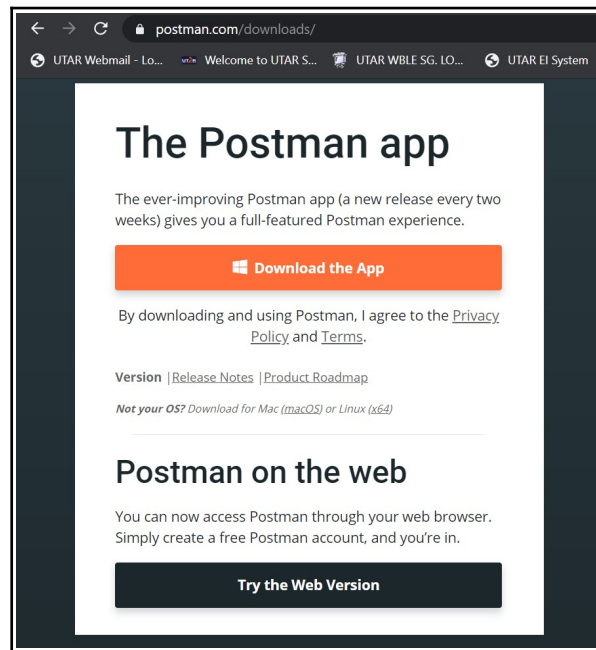 postman.com/downloads/
UTAR Webmail - Lo... Welcome to UTAR S... UTAR WBLE SG. LO... UTAR EI System
The Postman app
The ever-improving Postman app (a new release every two
weeks) gives you a full-featured Postman experience.
Download the App
By downloading and using Postman, I agree to the Privacy
Policy and Terms.
Version | Release Notes | Product Roadmap
Not your OS? Download for Mac (macOS) or Linux (x64)
Postman on the web
You can now access Postman through your web browser.
Simply create a free Postman account, and you're in.
Try the Web Version